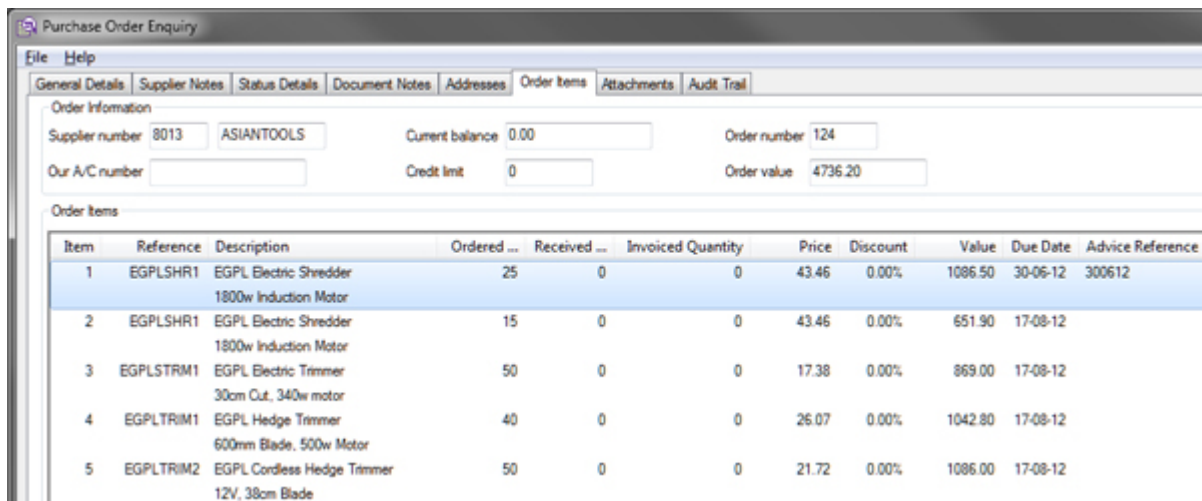 Purchase Order Enquiry
File Help
General Details Supplier Notes Status Details Document Notes Addresses Order Items Attachments Audit Trail
Order Information
Supplier number 8013 ASIANTOOLS Current balance 0.00 Order number 124
Our A/C number Credit limit 0 Order value 4736.20
Order Items
Item Reference Description Ordered ... Received ... Invoiced Quantity Price Discount Value Due Date Advice Reference
1 EGPLSHR1 EGPL Electric Shredder 25 0 0 43.46 0.00% 1086.50 30-06-12 300612
1800w Induction Motor
2 EGPLSHR1 EGPL Electric Shredder 15 0 0 43.46 0.00% 651.90 17-08-12
1800w Induction Motor
3 EGPLSTRM1 EGPL Electric Trimmer 50 0 0 17.38 0.00% 869.00 17-08-12
30cm Cut, 340w motor
4 EGPLTRIM1 EGPL Hedge Trimmer 40 0 0 26.07 0.00% 1042.80 17-08-12
600mm Blade, 500w Motor
5 EGPLTRIM2 EGPL Cordless Hedge Trimmer 50 0 0 21.72 0.00% 1086.00 17-08-12
12V, 38cm Blade